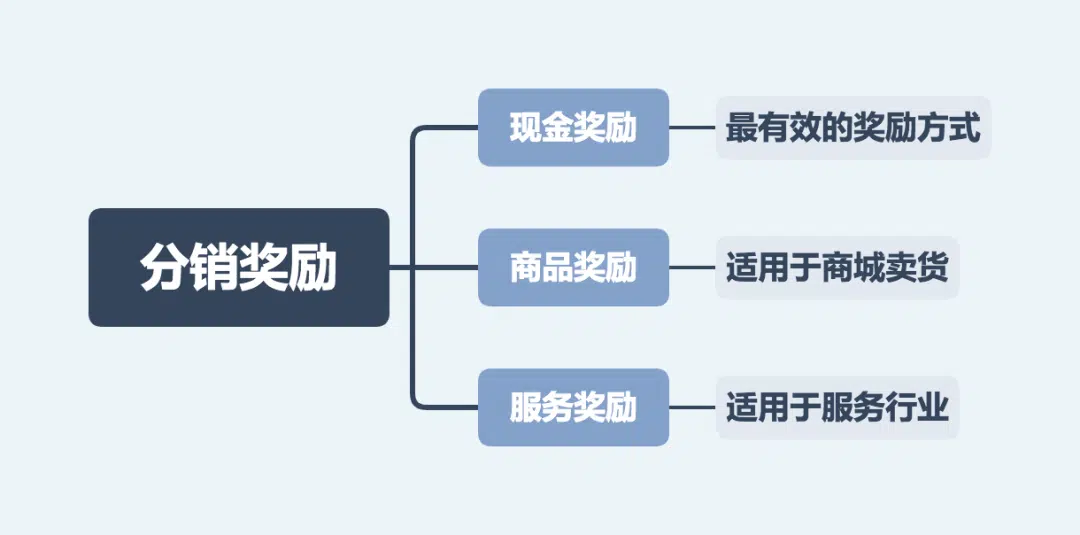 分销奖励
现金奖励
最有效的奖励方式
商品奖励
适用于商城卖货
服务奖励
适用于服务行业